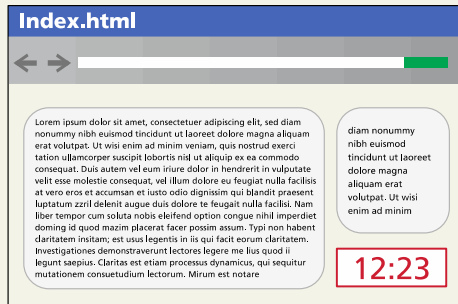 Index.html
Lorem ipsum dolor sit amet, consectetuer adipiscing elit, sed diam
nonummy nibh euismod tincidunt ut laoreet dolore magna aliquam
erat volutpat. Ut wisi enim ad minim veniam, quis nostrud exerci
tation ullamcorper suscipit lobortis nisl ut aliquip ex ea commodo
consequat. Duis autem vel eum iriure dolor in hendrerit in vulputate
velit esse molestie consequat, vel illum dolore eu feugiat nulla facilisis
at vero eros et accumsan et iusto odio dignissim qui blandit praesent
luptatum zzril delenit augue duis dolore te feugait nulla facilisi. Nam
liber tempor cum soluta nobis eleifend option congue nihil imperdiet
doming id quod mazim placerat facer possim assum. Typi non habent
claritatem insitam; est usus legentis in iis qui facit eorum claritatem.
Investigationes demonstraverunt lectores legere me lius quod ii
legunt saepius. Claritas est etiam processus dynamicus, qui sequitur
mutationem consuetudium lectorum. Mirum est notare
diam nonummy
nibh euismod
tincidunt ut laoreet
dolore magna
aliquam erat
volutpat. Ut wisi
enim ad minim
12:23